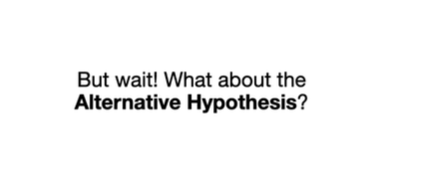 But wait! What about the
Alternative Hypothesis?